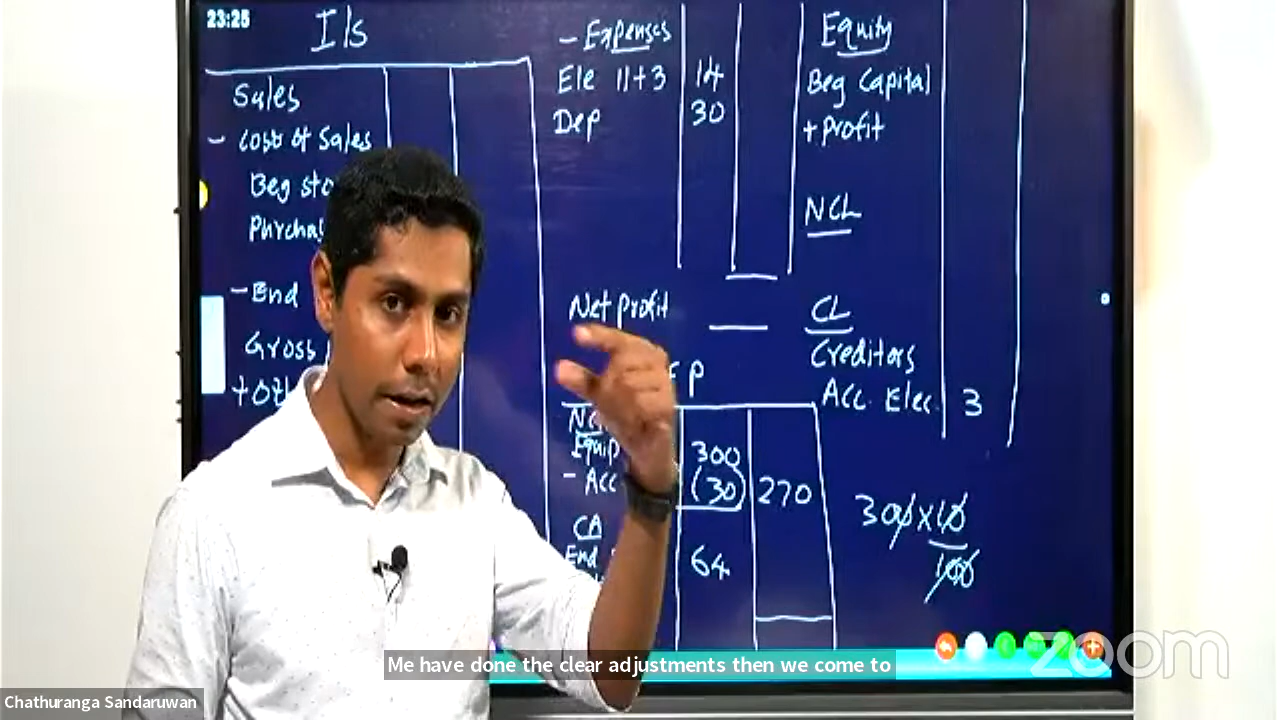 23:25
I/s
Sales
- Cost of Sales
Beg sto
Purchas
- End
Gross
+ Oth
- Expenses
Ele 11+3 14
Dep 30
Net profit
FP
NC
Equip 300
- Acc (30) 270
CA
End 64
Equity
Beg Capital
+ Profit
NCL
CL
Creditors
Acc. Elec. 3
300 x 10
100
zoom
Me have done the clear adjustments then we come to
Chathuranga Sandaruwan